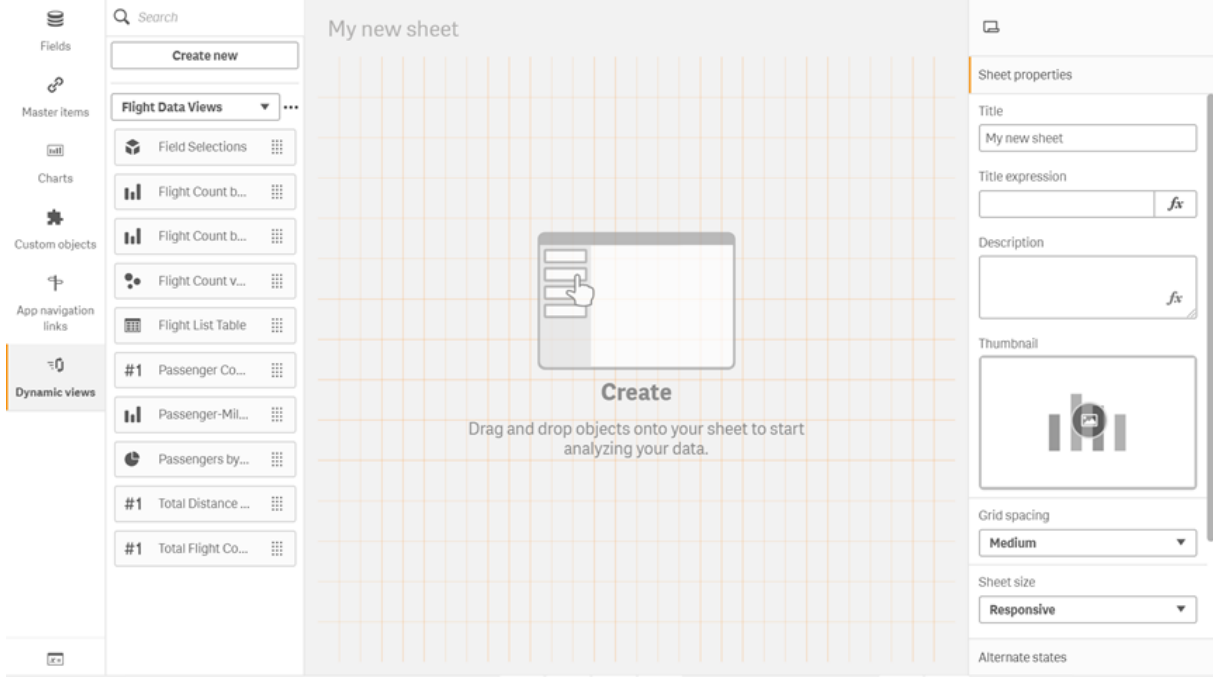 Fields
Master items
Charts
Custom objects
App navigation
links
Dynamic views
Search
Create new
Flight Data Views
Field Selections
Flight Count b...
Flight Count b...
Flight Count v...
Flight List Table
#1 Passenger Co...
Passenger-Mil...
Passengers by...
#1 Total Distance ...
#1 Total Flight Co...
My new sheet
Create
Drag and drop objects onto your sheet to start
analyzing your data.
Sheet properties
Title
My new sheet
Title expression
fx
Description
fx
Thumbnail
Grid spacing
Medium
Sheet size
Responsive
Alternate states